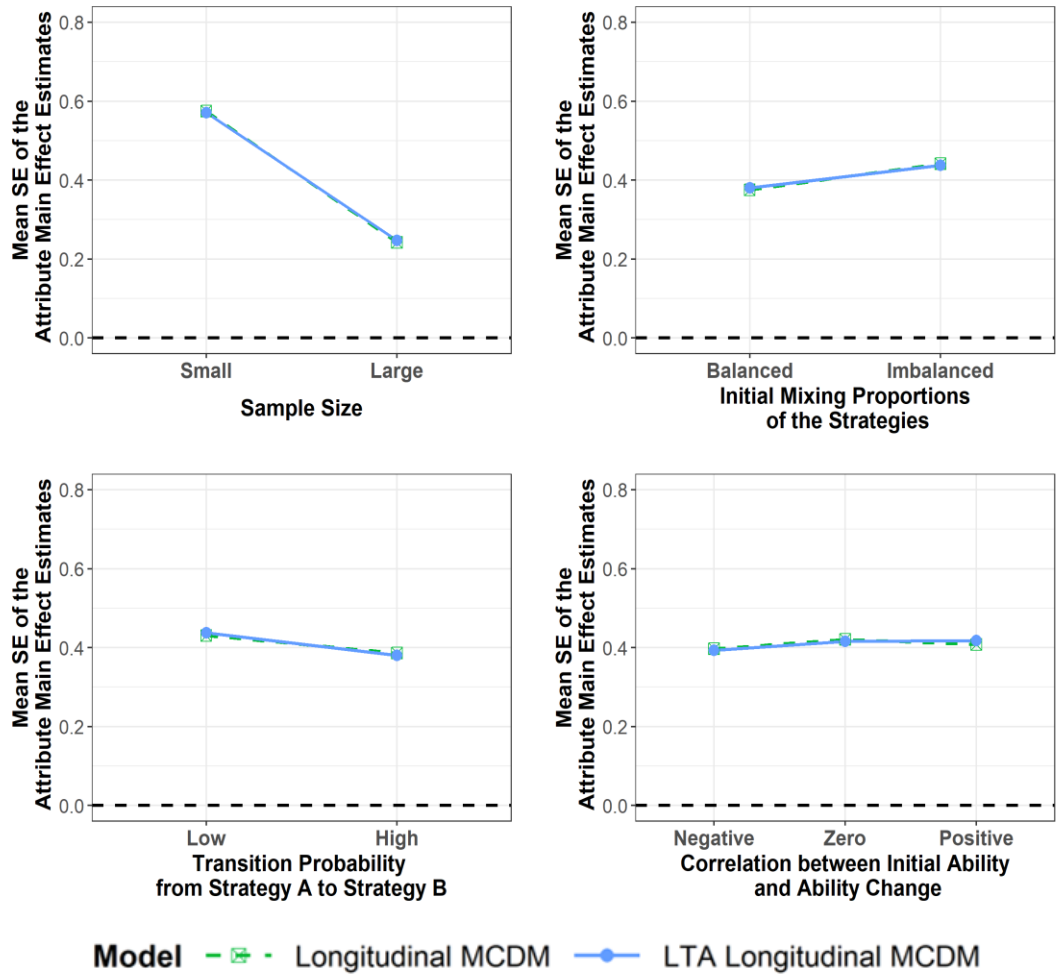 Mean SE of the
Attribute Main Effect Estimates
0.8
0.6
0.4
0.2
0.0
Small Large
Sample Size
Mean SE of the
Attribute Main Effect Estimates
0.8
0.6
0.4
0.2
0.0
Balanced Imbalanced
Initial Mixing Proportions
of the Strategies
Mean SE of the
Attribute Main Effect Estimates
0.8
0.6
0.4
0.2
0.0
Low High
Transition Probability
from Strategy A to Strategy B
Mean SE of the
Attribute Main Effect Estimates
0.8
0.6
0.4
0.2
0.0
Negative Zero Positive
Correlation between Initial Ability
and Ability Change
Model Longitudinal MCDM LTA Longitudinal MCDM